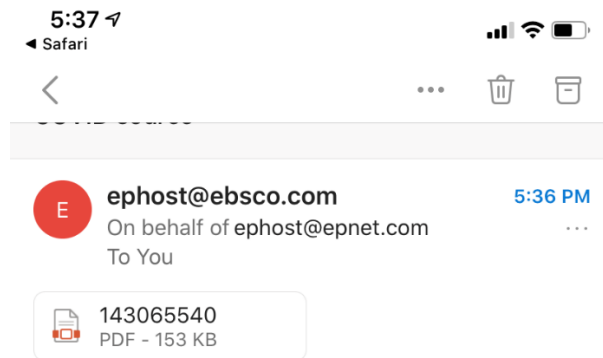 5:37
◄ Safari
ephost@ebsco.com
5:36 PM
E
On behalf of ephost@epnet.com
To You
143065540
PDF - 153 KB